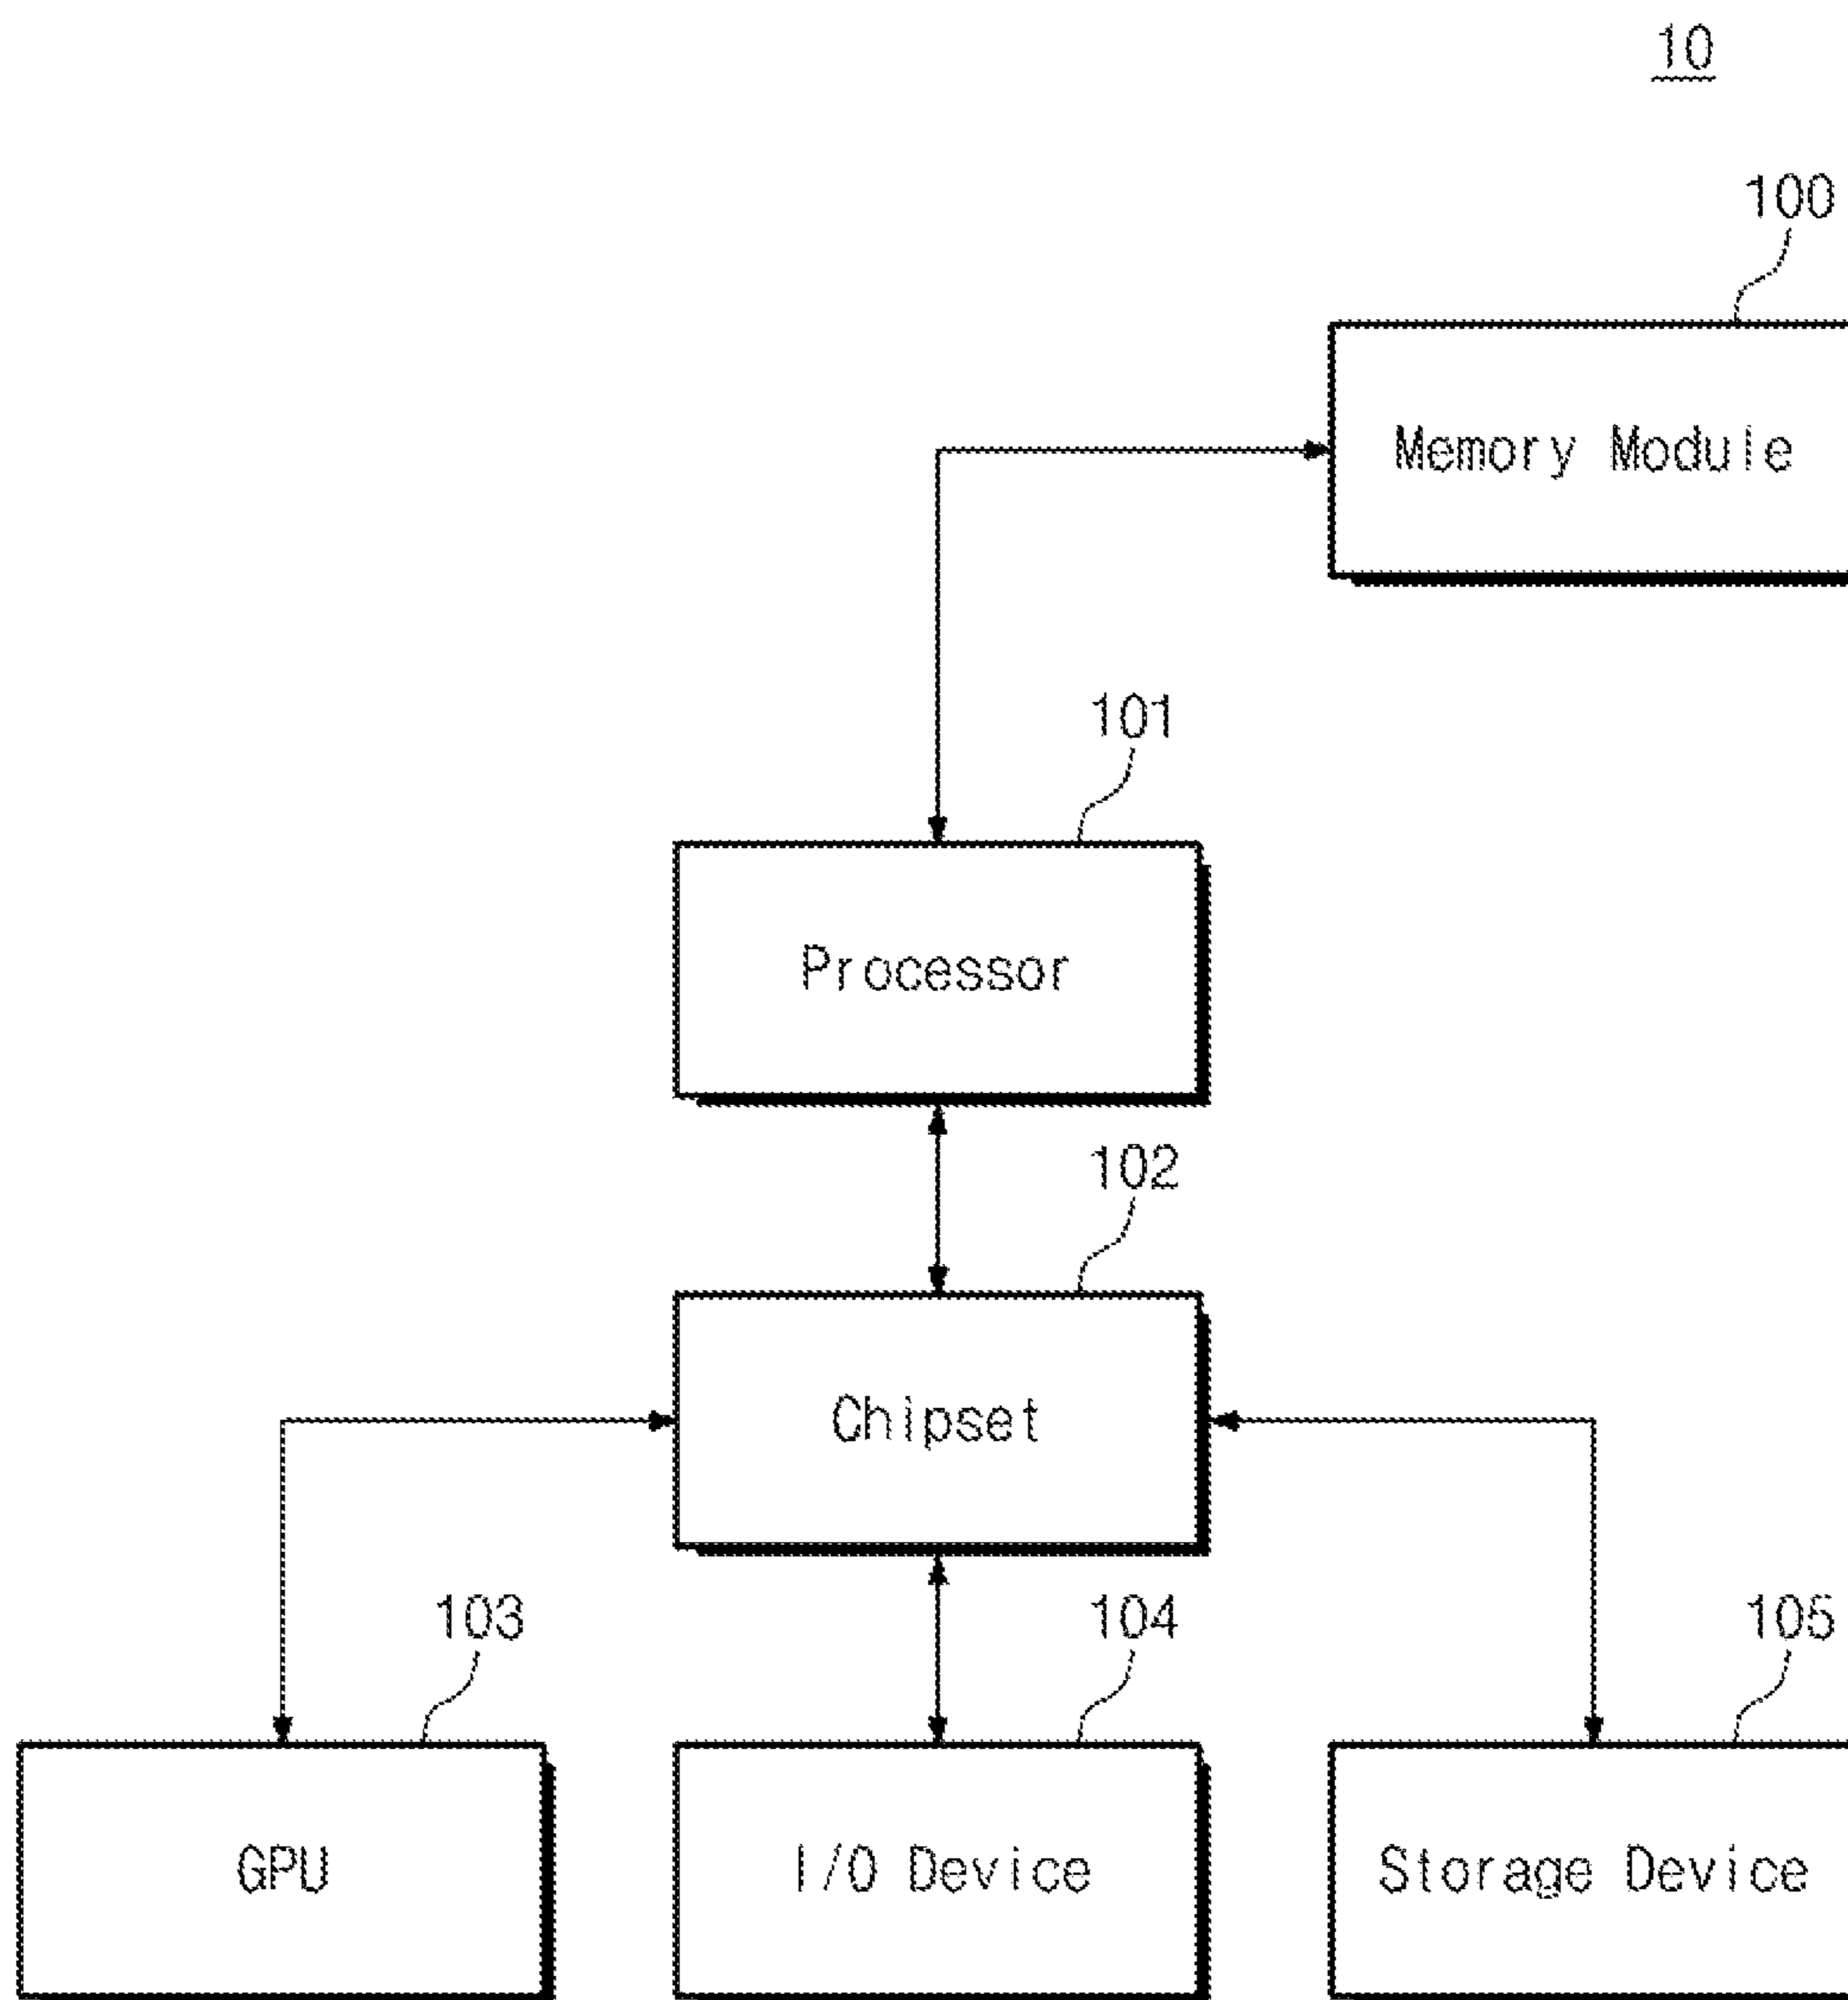 10
100
Memory Module
101
Processor
102
Chipset
103
104
105
GPU
I/O Device
Storage Device